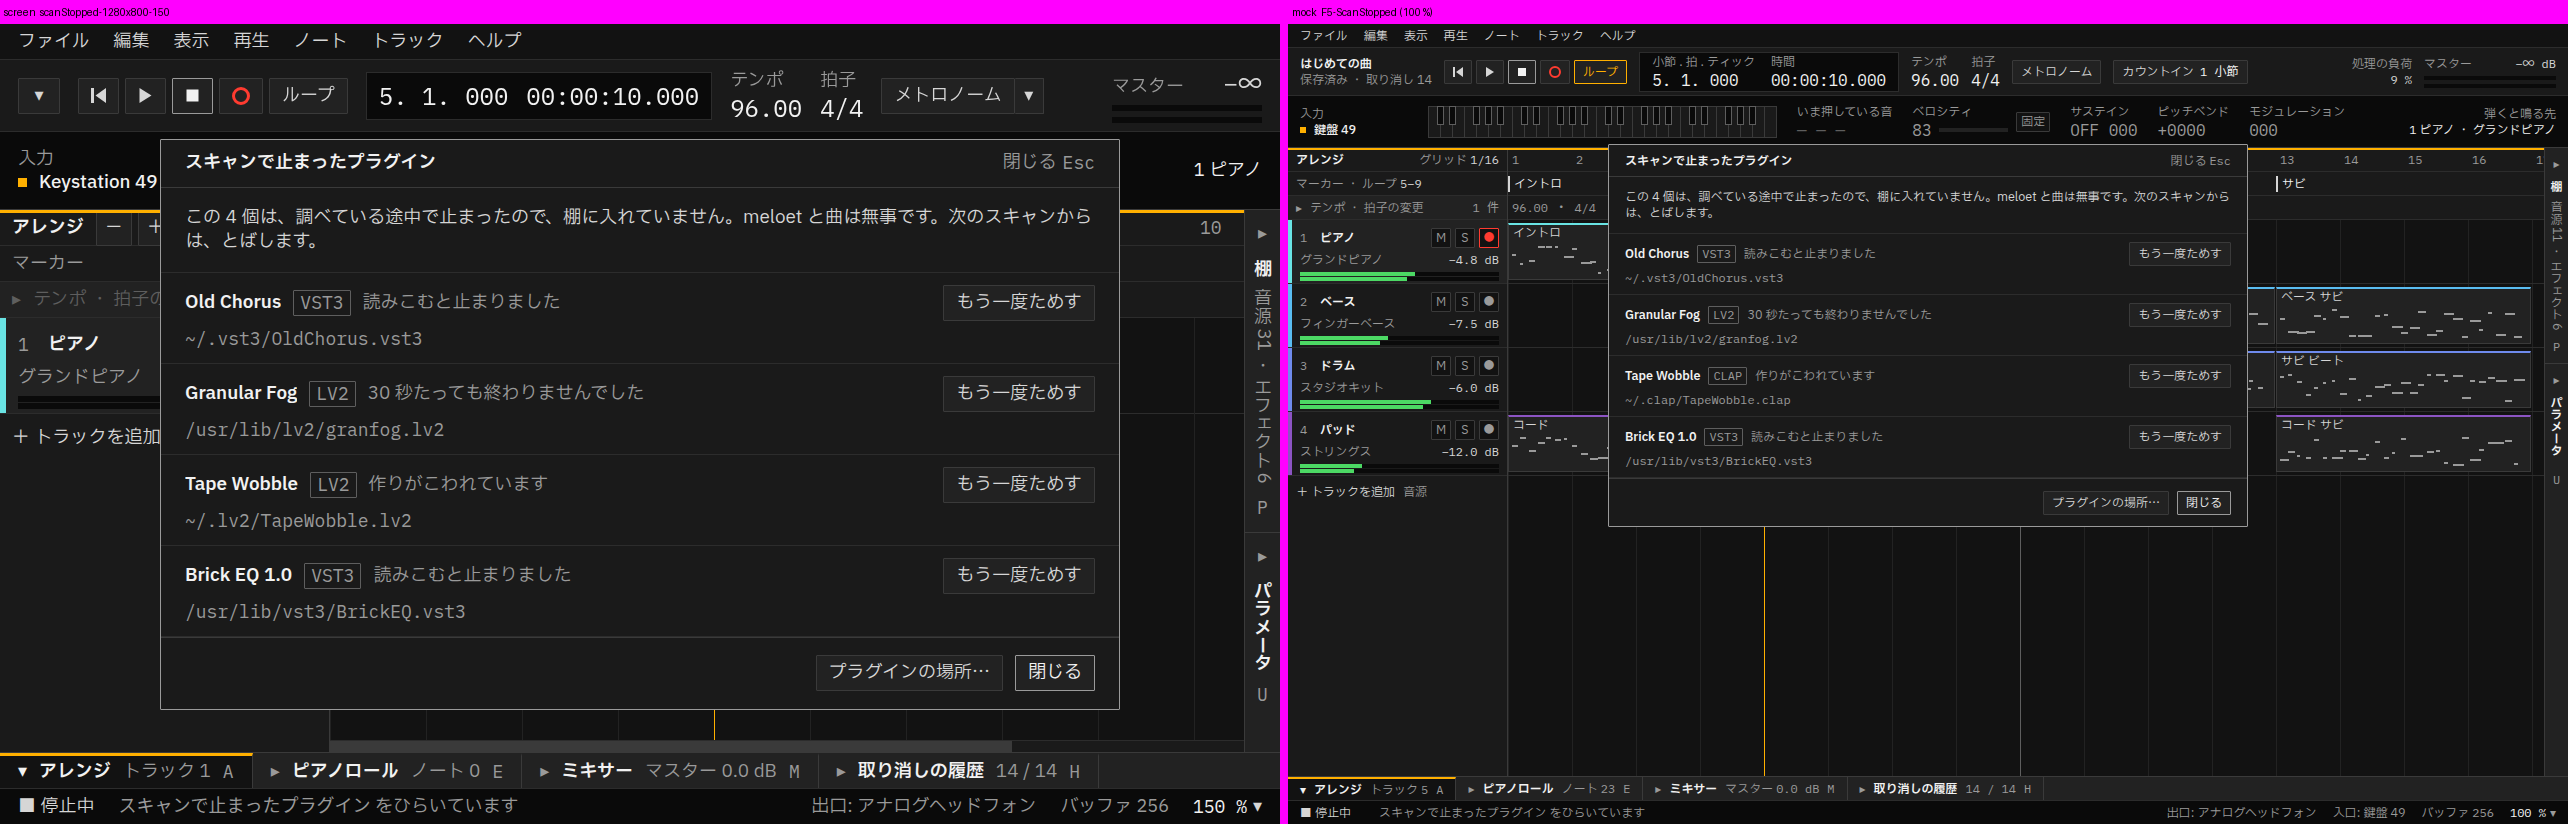 screen scanStopped-1280x800-150
ファイル 編集 表示 再生 ノート トラック ヘルプ
▼ ループ 5. 1. 000 00:00:10.000 テンポ 96.00 拍子 4/4 メトロノーム ▼ マスター −∞
入力
Keystation 49
1 ピアノ
アレンジ − 10
マーカー
▶ テンポ ・ 拍子の
1 ピアノ
グランドピアノ
＋ トラックを追加
スキャンで止まったプラグイン 閉じる Esc
この 4 個は、調べている途中で止まったので、棚に入れていません。meloet と曲は無事です。次のスキャンから
は、とばします。
Old Chorus VST3 読みこむと止まりました もう一度ためす
~/.vst3/OldChorus.vst3
Granular Fog LV2 30 秒たっても終わりませんでした もう一度ためす
/usr/lib/lv2/granfog.lv2
Tape Wobble LV2 作りがこわれています もう一度ためす
~/.lv2/TapeWobble.lv2
Brick EQ 1.0 VST3 読みこむと止まりました もう一度ためす
/usr/lib/vst3/BrickEQ.vst3
プラグインの場所… 閉じる
▶ 棚 音源 31 ・ エフェクト 6 P
▶ パラメータ U
▼ アレンジ トラック 1 A ▶ ピアノロール ノート 0 E ▶ ミキサー マスター 0.0 dB M ▶ 取り消しの履歴 14 / 14 H
■ 停止中 スキャンで止まったプラグイン をひらいています 出口: アナログヘッドフォン バッファ 256 150 % ▼
mock F5-ScanStopped (100 %)
ファイル 編集 表示 再生 ノート トラック ヘルプ
はじめての曲
保存済み ・ 取り消し 14
ループ
小節 . 拍 . ティック 時間
5. 1. 000 00:00:10.000
テンポ 拍子
96.00 4/4
メトロノーム カウントイン 1 小節
処理の負荷 マスター −∞ dB
9 %
入力
鍵盤 49
いま押している音 ベロシティ 固定 サステイン ピッチベンド モジュレーション
— — — 83 OFF 000 +0000 000
弾くと鳴る先
1 ピアノ ・ グランドピアノ
アレンジ グリッド 1/16 1 2 13 14 15 16
マーカー ・ ループ 5–9 イントロ サビ
▶ テンポ ・ 拍子の変更 1 件 96.00 ・ 4/4
1 ピアノ M S
グランドピアノ −4.8 dB
イントロ
2 ベース M S
フィンガーベース −7.5 dB
ベース サビ
3 ドラム M S
スタジオキット −6.0 dB
サビ ビート
4 パッド M S
ストリングス −12.0 dB
コード
コード サビ
＋ トラックを追加 音源
スキャンで止まったプラグイン 閉じる Esc
この 4 個は、調べている途中で止まったので、棚に入れていません。meloet と曲は無事です。次のスキャンから
は、とばします。
Old Chorus VST3 読みこむと止まりました もう一度ためす
~/.vst3/OldChorus.vst3
Granular Fog LV2 30 秒たっても終わりませんでした もう一度ためす
/usr/lib/lv2/granfog.lv2
Tape Wobble CLAP 作りがこわれています もう一度ためす
~/.clap/TapeWobble.clap
Brick EQ 1.0 VST3 読みこむと止まりました もう一度ためす
/usr/lib/vst3/BrickEQ.vst3
プラグインの場所… 閉じる
▶ 棚 音源 11 ・ エフェクト 6 P
▶ パラメータ U
▼ アレンジ トラック 5 A ▶ ピアノロール ノート 23 E ▶ ミキサー マスター 0.0 dB M ▶ 取り消しの履歴 14 / 14 H
■ 停止中 スキャンで止まったプラグイン をひらいています 出口: アナログヘッドフォン 入口: 鍵盤 49 バッファ 256 100 % ▼